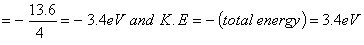 = − 13.6/4 = − 3.4eV and K.E = −(total energy) = 3.4eV